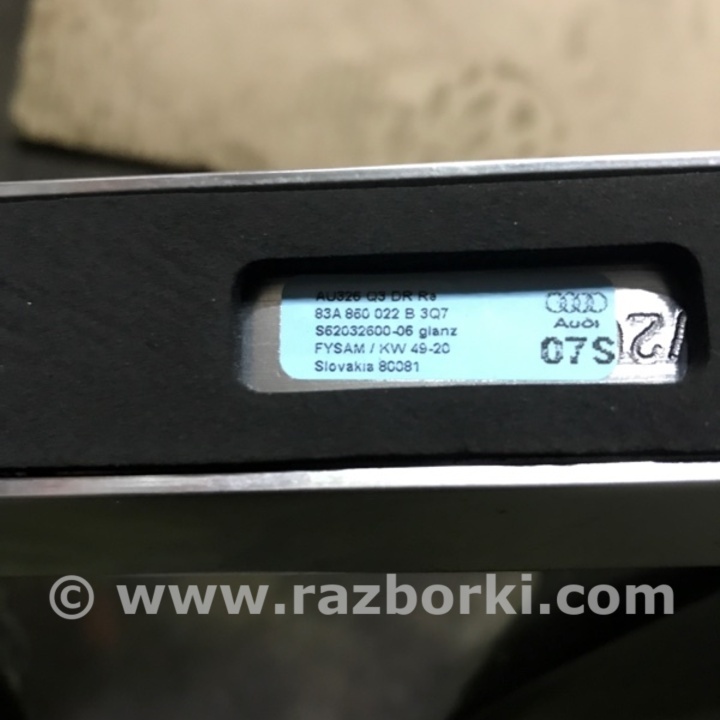 AU326 Q3 DR Re
83A 860 022 B 3Q7
S62032600-06 glanz
FYSAM / KW 49-20
Slovakia 80081
Audi
07S
12
© www.razborki.com